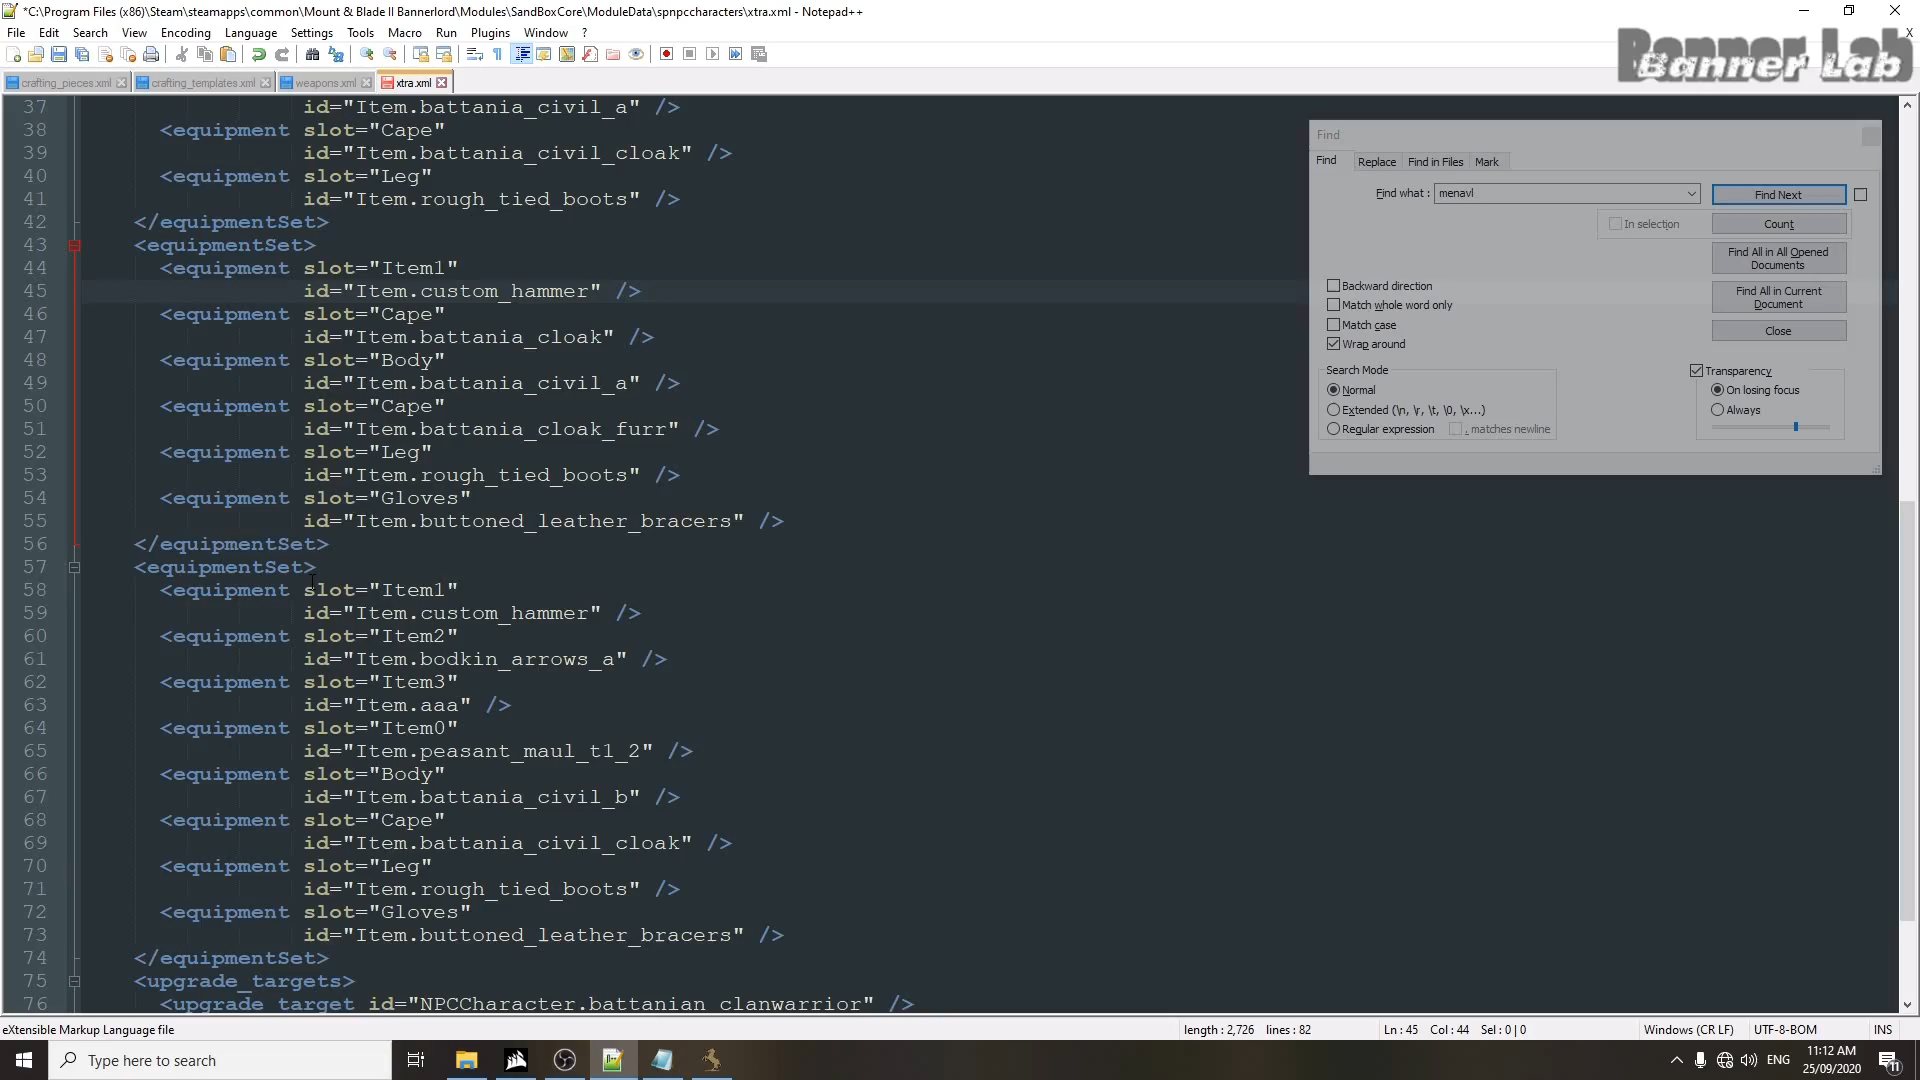 *C:\Program Files (x86)\Steam\steamapps\common\Mount & Blade II Bannerlord\Modules\SandBoxCore\ModuleData\spnpccharacters\xtra.xml - Notepad++
File Edit Search View Encoding Language Settings Tools Macro Run Plugins Window ? X
Banner Lab
crafting_pieces.xml crafting_templates.xml weapons.xml xtra.xml
37 id="Item.battania_civil_a" />
38 <equipment slot="Cape"
39 id="Item.battania_civil_cloak" />
40 <equipment slot="Leg"
41 id="Item.rough_tied_boots" />
42 </equipmentSet>
43 <equipmentSet>
44 <equipment slot="Item1"
45 id="Item.custom_hammer" />
46 <equipment slot="Cape"
47 id="Item.battania_cloak" />
48 <equipment slot="Body"
49 id="Item.battania_civil_a" />
50 <equipment slot="Cape"
51 id="Item.battania_cloak_furr" />
52 <equipment slot="Leg"
53 id="Item.rough_tied_boots" />
54 <equipment slot="Gloves"
55 id="Item.buttoned_leather_bracers" />
56 </equipmentSet>
57 <equipmentSet>
58 <equipment slot="Item1"
59 id="Item.custom_hammer" />
60 <equipment slot="Item2"
61 id="Item.bodkin_arrows_a" />
62 <equipment slot="Item3"
63 id="Item.aaa" />
64 <equipment slot="Item0"
65 id="Item.peasant_maul_t1_2" />
66 <equipment slot="Body"
67 id="Item.battania_civil_b" />
68 <equipment slot="Cape"
69 id="Item.battania_civil_cloak" />
70 <equipment slot="Leg"
71 id="Item.rough_tied_boots" />
72 <equipment slot="Gloves"
73 id="Item.buttoned_leather_bracers" />
74 </equipmentSet>
75 <upgrade_targets>
76 <upgrade_target id="NPCCharacter.battanian_clanwarrior" />
Find
Find Replace Find in Files Mark
Find what : menavl Find Next
In selection Count
Find All in All Opened
Documents
Backward direction Find All in Current
Match whole word only Document
Match case Close
Wrap around
Search Mode Transparency
Normal On losing focus
Extended (\n, \r, \t, \0, \x...) Always
Regular expression . matches newline
eXtensible Markup Language file length : 2,726 lines : 82 Ln : 45 Col : 44 Sel : 0 | 0 Windows (CR LF) UTF-8-BOM INS
Type here to search ENG 11:12 AM
25/09/2020 11